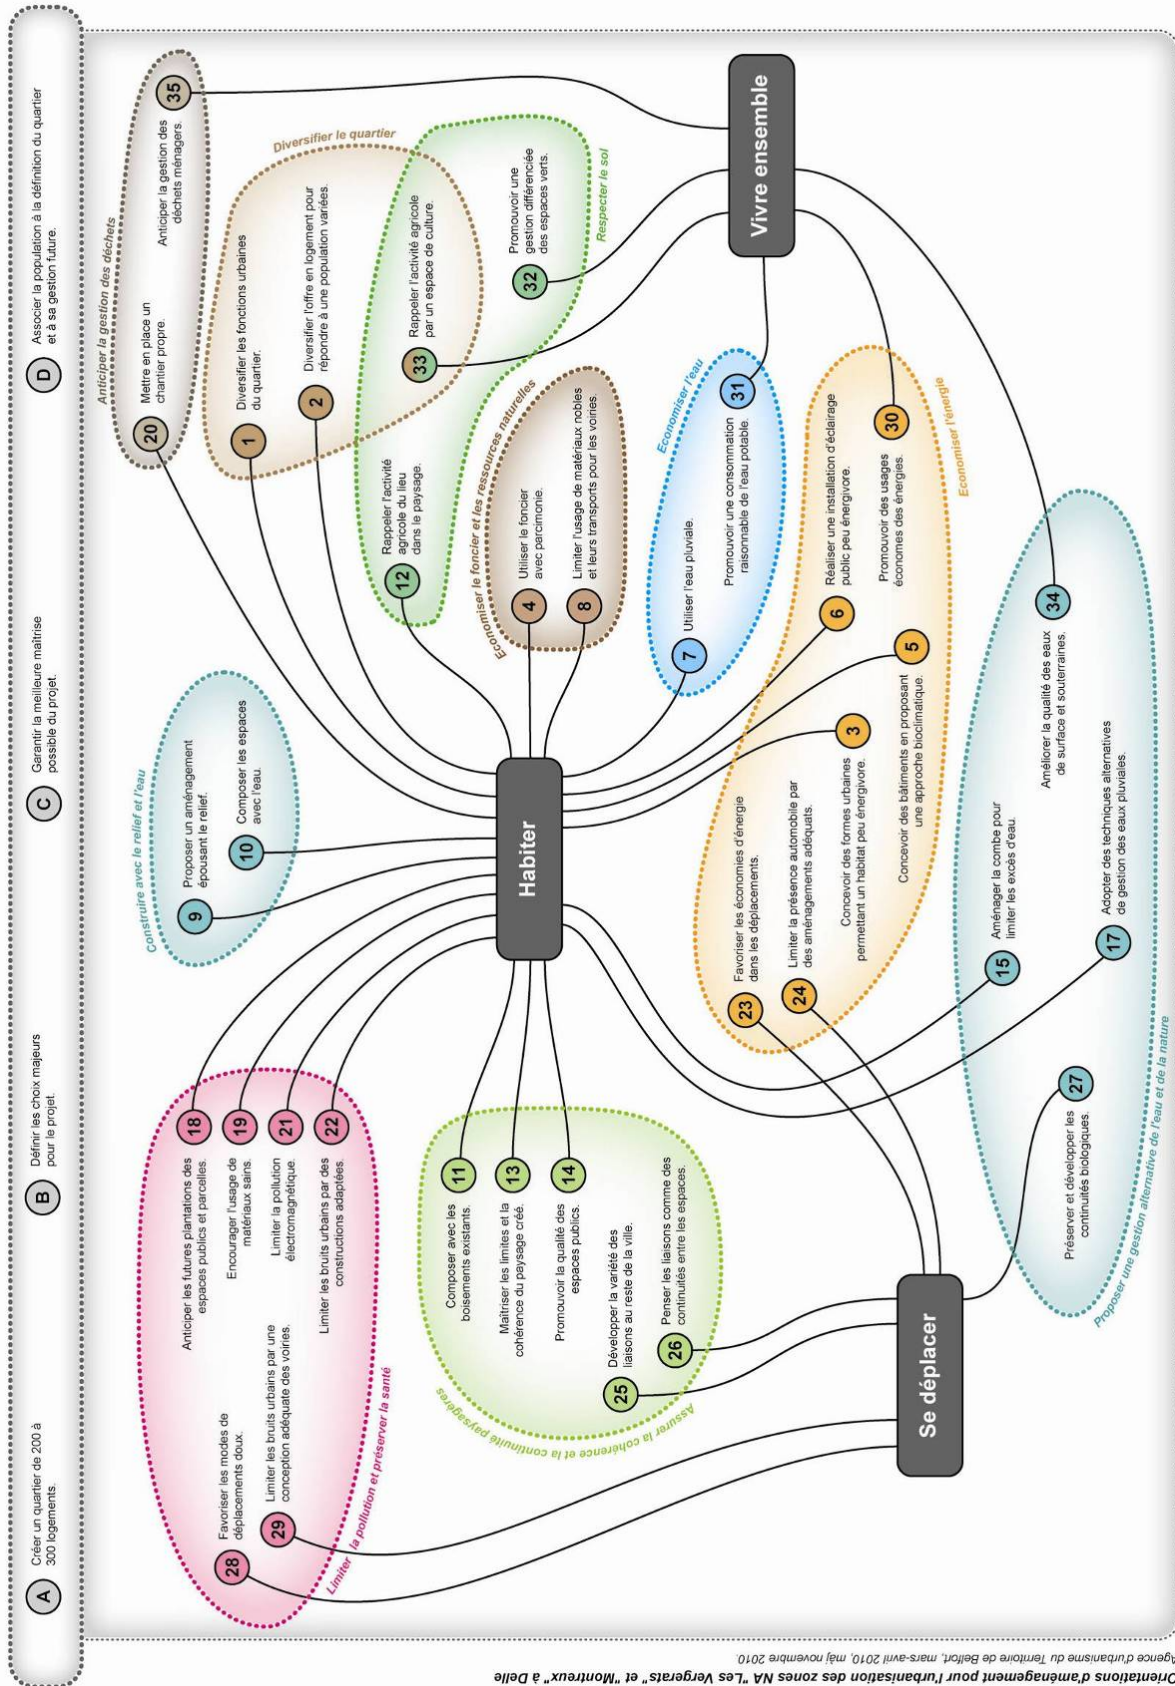 A
Créer un quartier de 200 à
300 logements.
B
Définir les choix majeurs
pour le projet.
C
Garantir la meilleure maîtrise
possible du projet.
D
Associer la population à la définition du quartier
et à sa gestion future.
28
Favoriser les modes de
déplacements doux.
29
Limiter les bruits urbains par une
conception adéquate des voiries.
Anticiper les futures plantations des
espaces publics et parcelles.
18
Encourager l'usage de
matériaux sains.
19
Limiter la pollution
électromagnétique.
21
Limiter les bruits urbains par des
constructions adaptées.
22
Limiter la pollution et préserver la santé
Construire avec le relief et l'eau
9
Proposer un aménagement
épousant le relief.
10
Composer les espaces
avec l'eau.
Anticiper la gestion des déchets
20
Mettre en place un
chantier propre.
Anticiper la gestion des
déchets ménagers.
35
Diversifier le quartier
1
Diversifier les fonctions urbaines
du quartier.
2
Diversifier l'offre en logement pour
répondre à une population variées.
12
Rappeler l'activité
agricole du lieu
dans le paysage.
33
Rappeler l'activité agricole
par un espace de culture.
32
Promouvoir une
gestion différenciée
des espaces verts.
Respecter le sol
Composer avec les
boisements existants.
11
Maîtriser les limites et la
cohérence du paysage créé.
13
Promouvoir la qualité des
espaces publics.
14
25
Développer la variété des
liaisons au reste de la ville.
26
Penser les liaisons comme des
continuités entre les espaces.
Assurer la cohérence et la continuité paysagères
Habiter
Economiser le foncier et les ressources naturelles
4
Utiliser le foncier
avec parcimonie.
8
Limiter l'usage de matériaux nobles
et leurs transports pour les voiries.
Economiser l'eau
7
Utiliser l'eau pluviale.
Promouvoir une consommation
raisonnable de l'eau potable.
31
Vivre ensemble
23
Favoriser les économies d'énergie
dans les déplacements.
24
Limiter la présence automobile par
des aménagements adéquats.
Concevoir des formes urbaines
permettant un habitat peu énergivore.
3
6
Réaliser une installation d'éclairage
public peu énergivore.
Concevoir des bâtiments en proposant
une approche bioclimatique.
5
Promouvoir des usages
économes des énergies.
30
Economiser l'énergie
Se déplacer
15
Aménager la combe pour
limiter les excès d'eau.
Améliorer la qualité des eaux
de surface et souterraines.
34
Préserver et développer les
continuités biologiques.
27
17
Adopter des techniques alternatives
de gestion des eaux pluviales.
Proposer une gestion alternative de l'eau et de la nature
Orientations d'aménagement pour l'urbanisation des zones NA "Les Vergerats" et "Montreux" à Delle
Agence d'urbanisme du Territoire de Belfort, mars-avril 2010, màj novembre 2010.